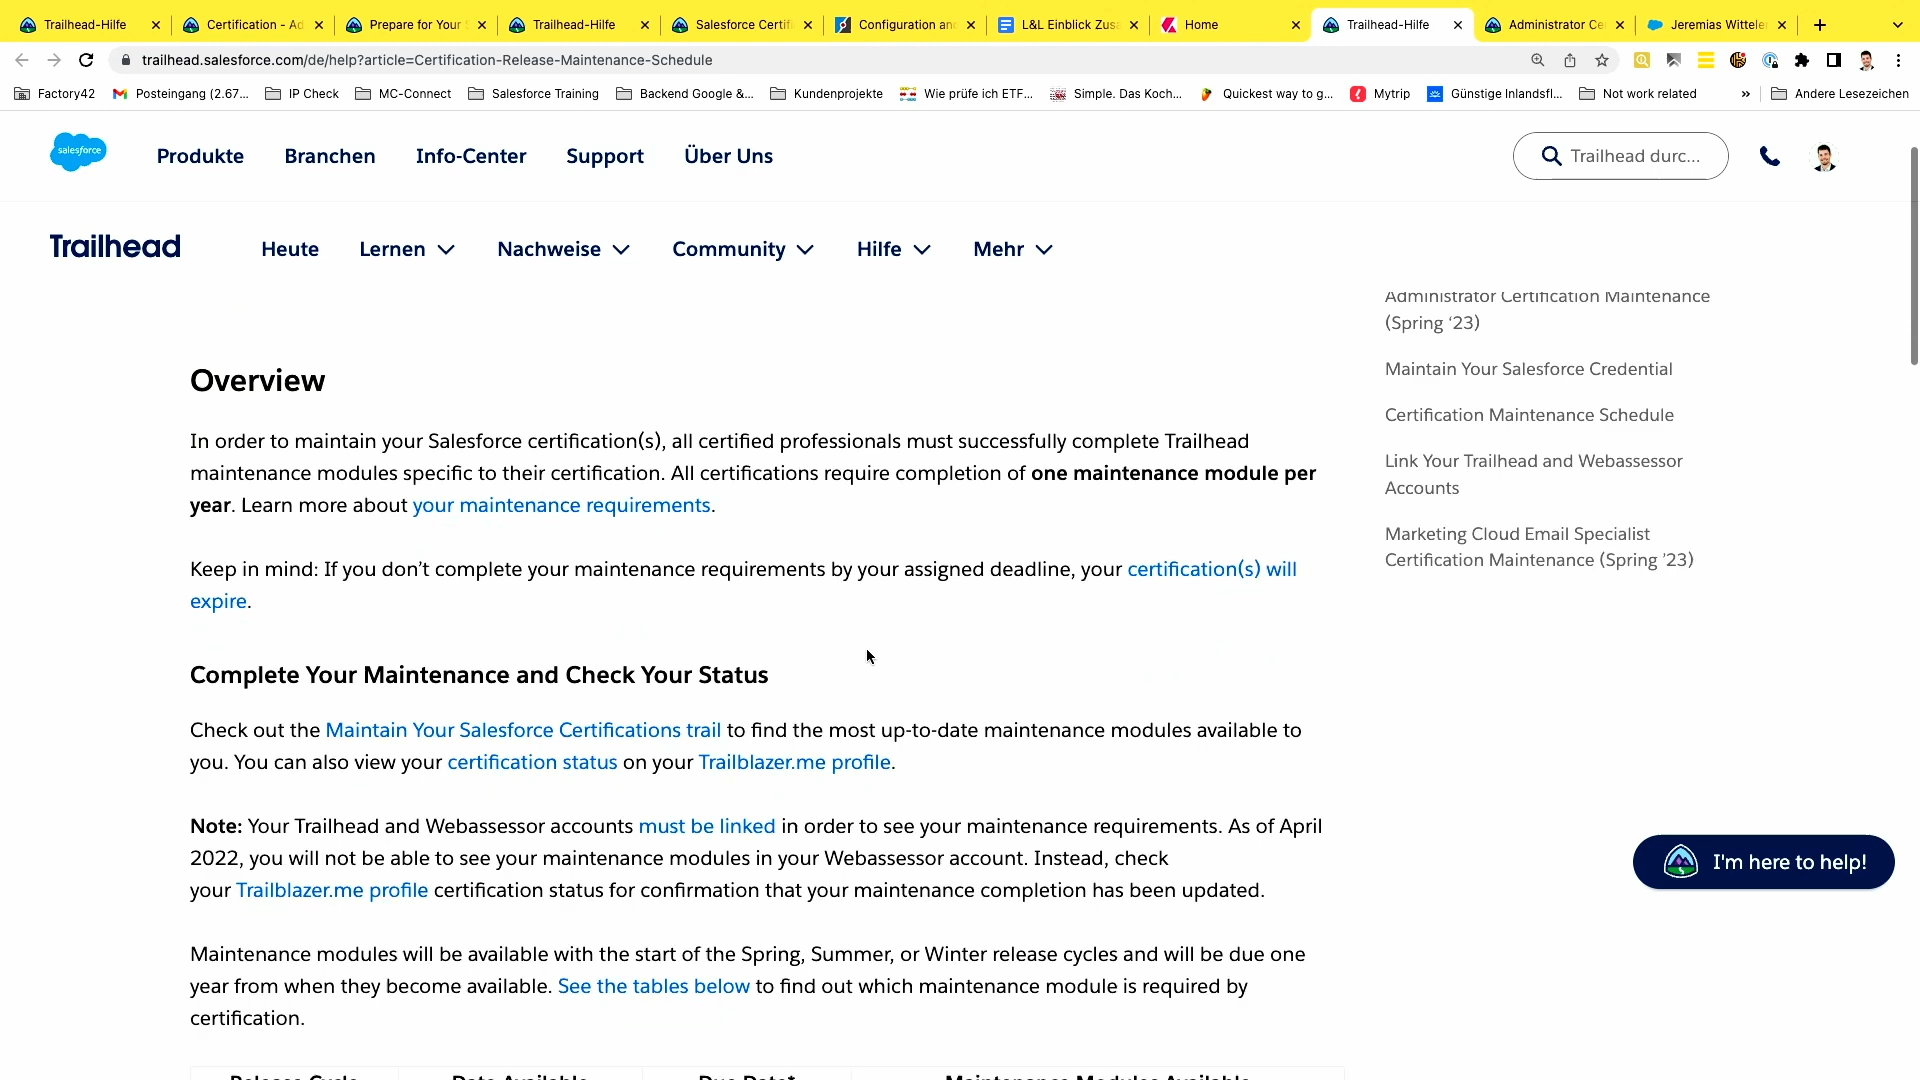 Trailhead-Hilfe
Certification - Ad
Prepare for Your S
Trailhead-Hilfe
Salesforce Certifi
Configuration and
L&L Einblick Zusa
Home
Trailhead-Hilfe
Administrator Ce
Jeremias Witteler
trailhead.salesforce.com/de/help?article=Certification-Release-Maintenance-Schedule
Factory42
Posteingang (2.67...
IP Check
MC-Connect
Salesforce Training
Backend Google &...
Kundenprojekte
Wie prüfe ich ETF...
Simple. Das Koch...
Quickest way to g...
Mytrip
Günstige Inlandsfl...
Not work related
»
Andere Lesezeichen
salesforce
Produkte
Branchen
Info-Center
Support
Über Uns
Trailhead durc...
Trailhead
Heute
Lernen
Nachweise
Community
Hilfe
Mehr
Administrator Certification Maintenance
(Spring ‘23)
Maintain Your Salesforce Credential
Certification Maintenance Schedule
Link Your Trailhead and Webassessor
Accounts
Marketing Cloud Email Specialist
Certification Maintenance (Spring ’23)
Overview
In order to maintain your Salesforce certification(s), all certified professionals must successfully complete Trailhead
maintenance modules specific to their certification. All certifications require completion of one maintenance module per
year. Learn more about your maintenance requirements.
Keep in mind: If you don’t complete your maintenance requirements by your assigned deadline, your certification(s) will
expire.
Complete Your Maintenance and Check Your Status
Check out the Maintain Your Salesforce Certifications trail to find the most up-to-date maintenance modules available to
you. You can also view your certification status on your Trailblazer.me profile.
Note: Your Trailhead and Webassessor accounts must be linked in order to see your maintenance requirements. As of April
2022, you will not be able to see your maintenance modules in your Webassessor account. Instead, check
your Trailblazer.me profile certification status for confirmation that your maintenance completion has been updated.
I'm here to help!
Maintenance modules will be available with the start of the Spring, Summer, or Winter release cycles and will be due one
year from when they become available. See the tables below to find out which maintenance module is required by
certification.
Release Cycle
Date Available
Due Date*
Maintenance Modules Available